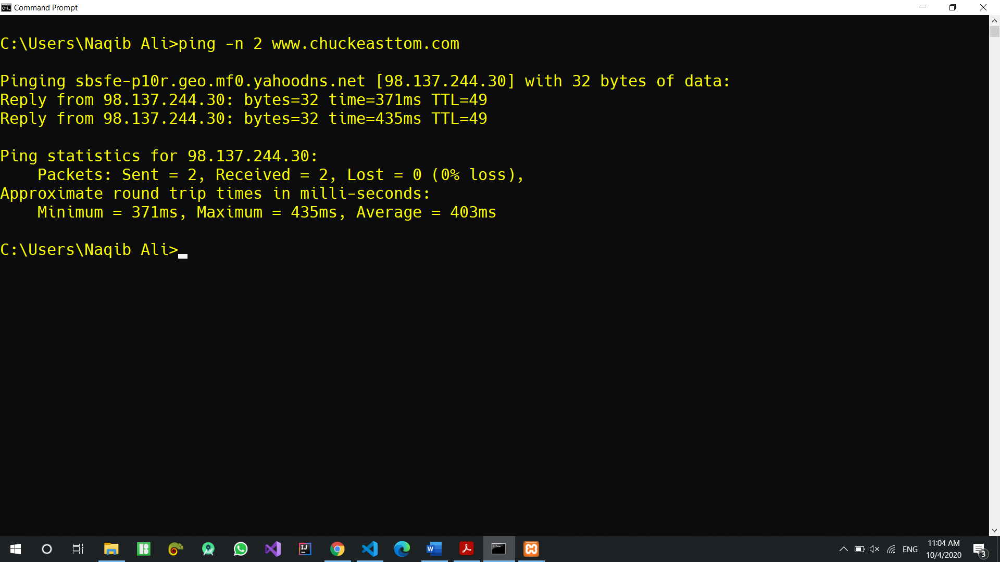 Command Prompt
C:\Users\Naqib Ali>ping -n 2 www.chuckeasttom.com
Pinging sbsfe-p10r.geo.mf0.yahoodns.net [98.137.244.30] with 32 bytes of data:
Reply from 98.137.244.30: bytes=32 time=371ms TTL=49
Reply from 98.137.244.30: bytes=32 time=435ms TTL=49
Ping statistics for 98.137.244.30:
    Packets: Sent = 2, Received = 2, Lost = 0 (0% loss),
Approximate round trip times in milli-seconds:
    Minimum = 371ms, Maximum = 435ms, Average = 403ms
C:\Users\Naqib Ali>
ENG
11:04 AM
10/4/2020
3